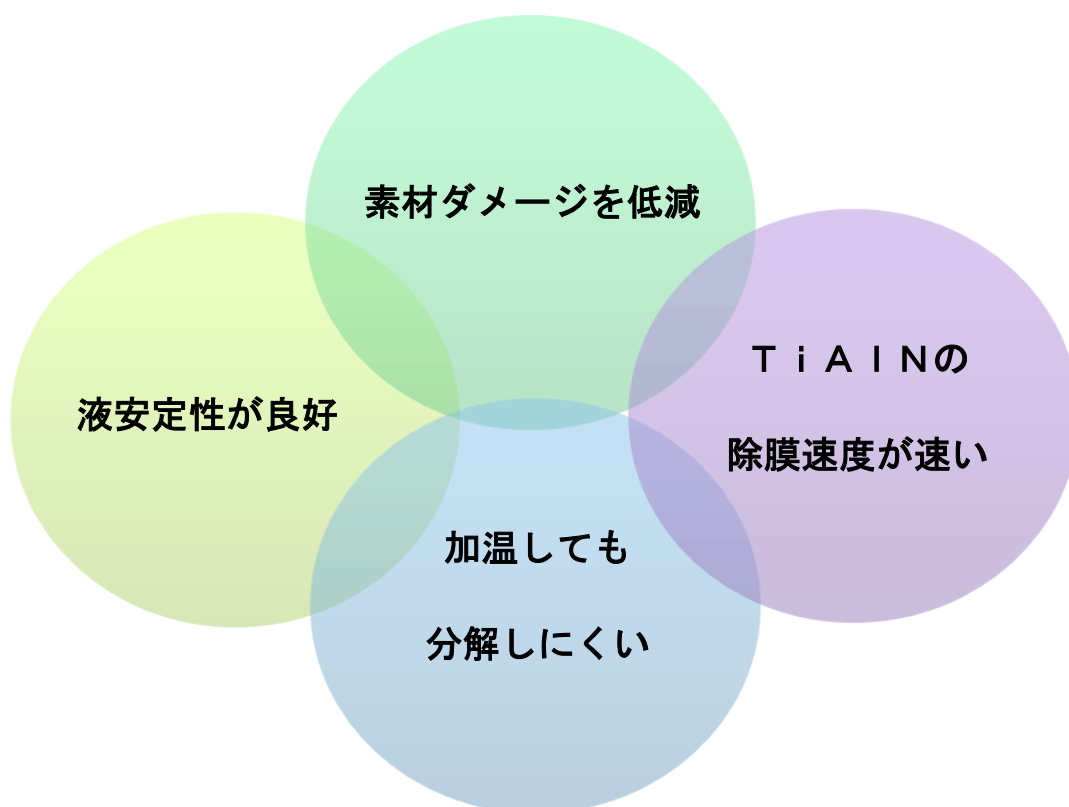 素材ダメージを低減
液安定性が良好
ＴｉＡｌＮの
除膜速度が速い
加温しても
分解しにくい